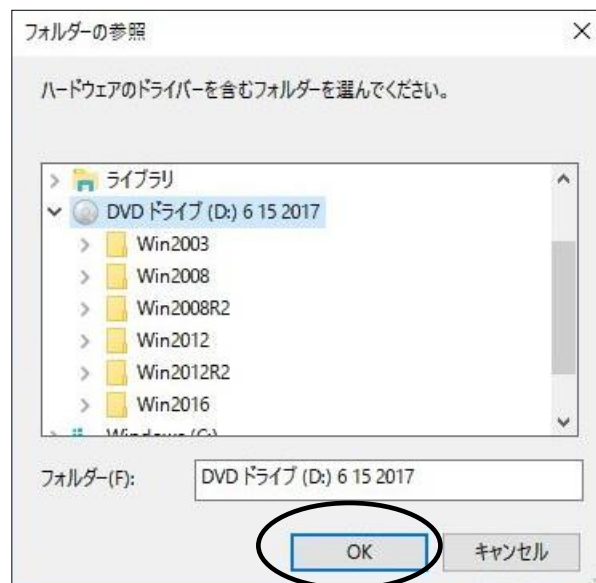 フォルダーの参照
ハードウェアのドライバーを含むフォルダーを選んでください。
ライブラリ
DVD ドライブ (D:) 6 15 2017
Win2003
Win2008
Win2008R2
Win2012
Win2012R2
Win2016
Windows (C:)
フォルダー(F): DVD ドライブ (D:) 6 15 2017
OK キャンセル